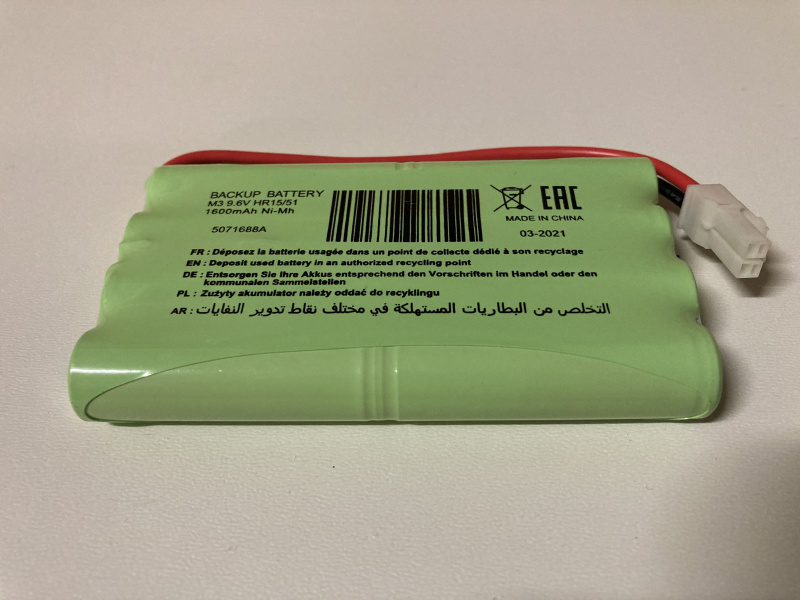 BACKUP BATTERY
M3 9.6V HR15/51
1600mAh Ni-Mh
5071688A
EAC
MADE IN CHINA
03-2021
FR : Déposez la batterie usagée dans un point de collecte dédié à son recyclage
EN : Deposit used battery in an authorized recycling point
DE : Entsorgen Sie Ihre Akkus entsprechend den Vorschriften im Handel oder den
kommunalen Sammelstellen
PL : Zużyty akumulator należy oddać do recyklingu
AR : التخلص من البطاريات المستهلكة في مختلف نقاط تدوير النفايات